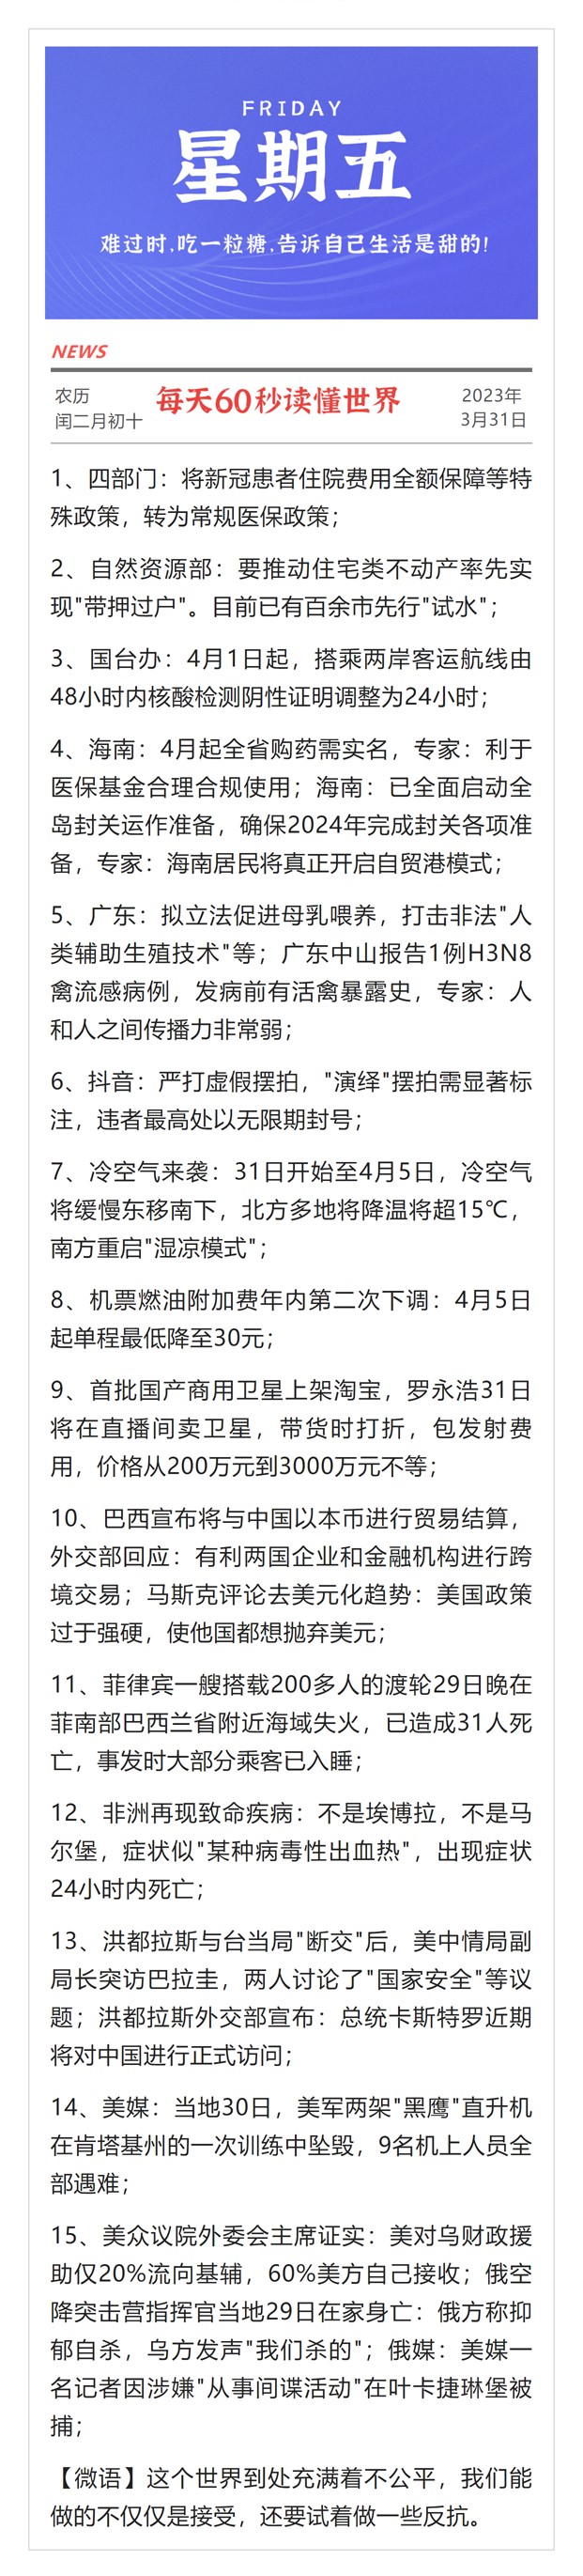 FRIDAY
星期五
难过时,吃一粒糖,告诉自己生活是甜的!
NEWS
农历
闰二月初十
每天60秒读懂世界
2023年
3月31日
1、四部门：将新冠患者住院费用全额保障等特
殊政策，转为常规医保政策；
2、自然资源部：要推动住宅类不动产率先实
现"带押过户"。目前已有百余市先行"试水"；
3、国台办：4月1日起，搭乘两岸客运航线由
48小时内核酸检测阴性证明调整为24小时；
4、海南：4月起全省购药需实名，专家：利于
医保基金合理合规使用；海南：已全面启动全
岛封关运作准备，确保2024年完成封关各项准
备，专家：海南居民将真正开启自贸港模式；
5、广东：拟立法促进母乳喂养，打击非法"人
类辅助生殖技术"等；广东中山报告1例H3N8
禽流感病例，发病前有活禽暴露史，专家：人
和人之间传播力非常弱；
6、抖音：严打虚假摆拍，"演绎"摆拍需显著标
注，违者最高处以无限期封号；
7、冷空气来袭：31日开始至4月5日，冷空气
将缓慢东移南下，北方多地将降温将超15℃，
南方重启"湿凉模式"；
8、机票燃油附加费年内第二次下调：4月5日
起单程最低降至30元；
9、首批国产商用卫星上架淘宝，罗永浩31日
将在直播间卖卫星，带货时打折，包发射费
用，价格从200万元到3000万元不等；
10、巴西宣布将与中国以本币进行贸易结算，
外交部回应：有利两国企业和金融机构进行跨
境交易；马斯克评论去美元化趋势：美国政策
过于强硬，使他国都想抛弃美元；
11、菲律宾一艘搭载200多人的渡轮29日晚在
菲南部巴西兰省附近海域失火，已造成31人死
亡，事发时大部分乘客已入睡；
12、非洲再现致命疾病：不是埃博拉，不是马
尔堡，症状似"某种病毒性出血热"，出现症状
24小时内死亡；
13、洪都拉斯与台当局"断交"后，美中情局副
局长突访巴拉圭，两人讨论了"国家安全"等议
题；洪都拉斯外交部宣布：总统卡斯特罗近期
将对中国进行正式访问；
14、美媒：当地30日，美军两架"黑鹰"直升机
在肯塔基州的一次训练中坠毁，9名机上人员全
部遇难；
15、美众议院外委会主席证实：美对乌财政援
助仅20%流向基辅，60%美方自己接收；俄空
降突击营指挥官当地29日在家身亡：俄方称抑
郁自杀，乌方发声"我们杀的"；俄媒：美媒一
名记者因涉嫌"从事间谍活动"在叶卡捷琳堡被
捕；
【微语】这个世界到处充满着不公平，我们能
做的不仅仅是接受，还要试着做一些反抗。